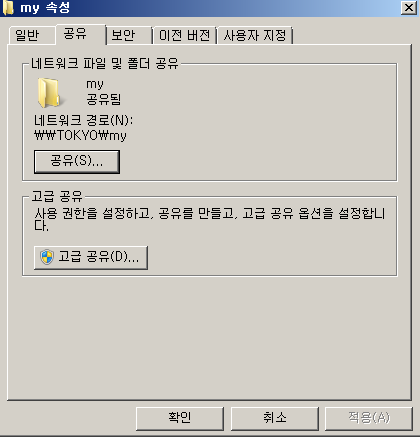 my 속성
일반 공유 보안 이전 버전 사용자 지정
네트워크 파일 및 폴더 공유
my
공유됨
네트워크 경로(N):
₩₩TOKYO₩my
공유(S)...
고급 공유
사용 권한을 설정하고, 공유를 만들고, 고급 공유 옵션을 설정합니
다.
고급 공유(D)...
확인 취소 적용(A)